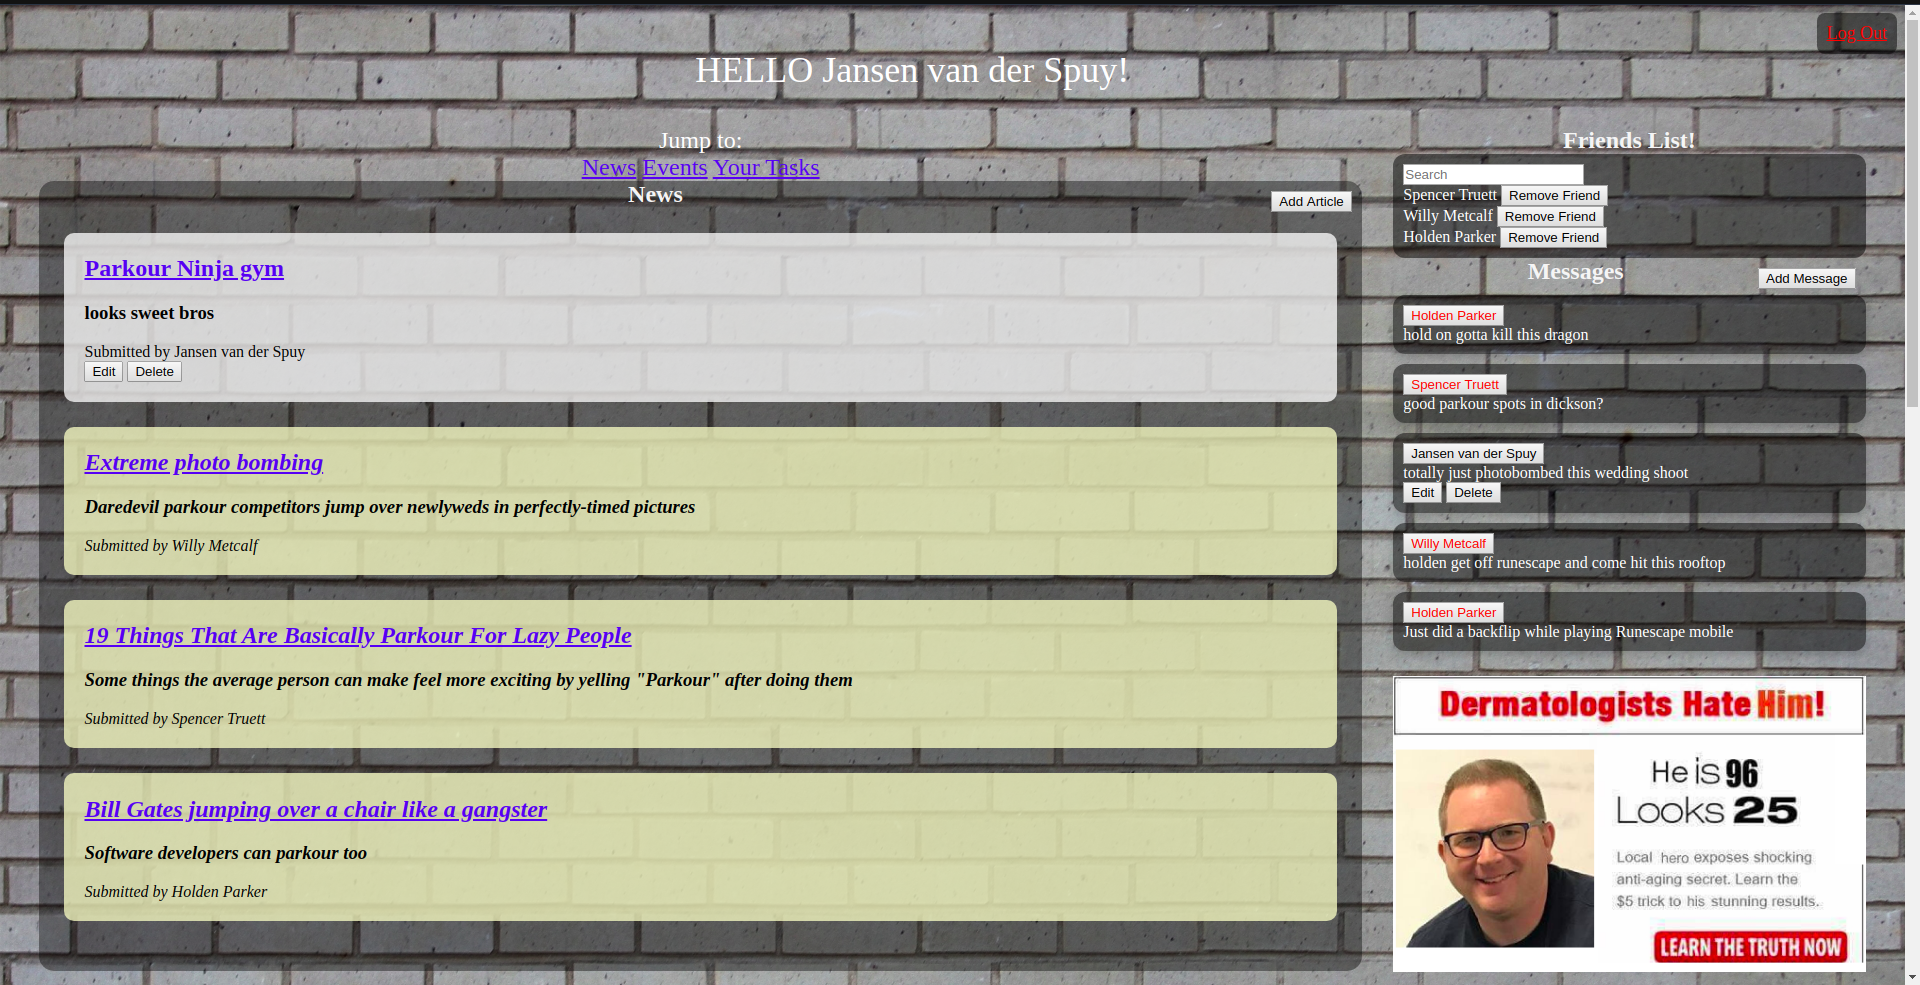 Log Out
HELLO Jansen van der Spuy!
Jump to:
News Events Your Tasks
News
Add Article
Parkour Ninja gym
looks sweet bros
Submitted by Jansen van der Spuy
Edit Delete
Extreme photo bombing
Daredevil parkour competitors jump over newlyweds in perfectly-timed pictures
Submitted by Willy Metcalf
19 Things That Are Basically Parkour For Lazy People
Some things the average person can make feel more exciting by yelling "Parkour" after doing them
Submitted by Spencer Truett
Bill Gates jumping over a chair like a gangster
Software developers can parkour too
Submitted by Holden Parker
Friends List!
Search
Spencer Truett Remove Friend
Willy Metcalf Remove Friend
Holden Parker Remove Friend
Messages
Add Message
Holden Parker
hold on gotta kill this dragon
Spencer Truett
good parkour spots in dickson?
Jansen van der Spuy
totally just photobombed this wedding shoot
Edit Delete
Willy Metcalf
holden get off runescape and come hit this rooftop
Holden Parker
Just did a backflip while playing Runescape mobile
Dermatologists Hate Him!
He is 96
Looks 25
Local hero exposes shocking
anti-aging secret. Learn the
$5 trick to his stunning results.
LEARN THE TRUTH NOW